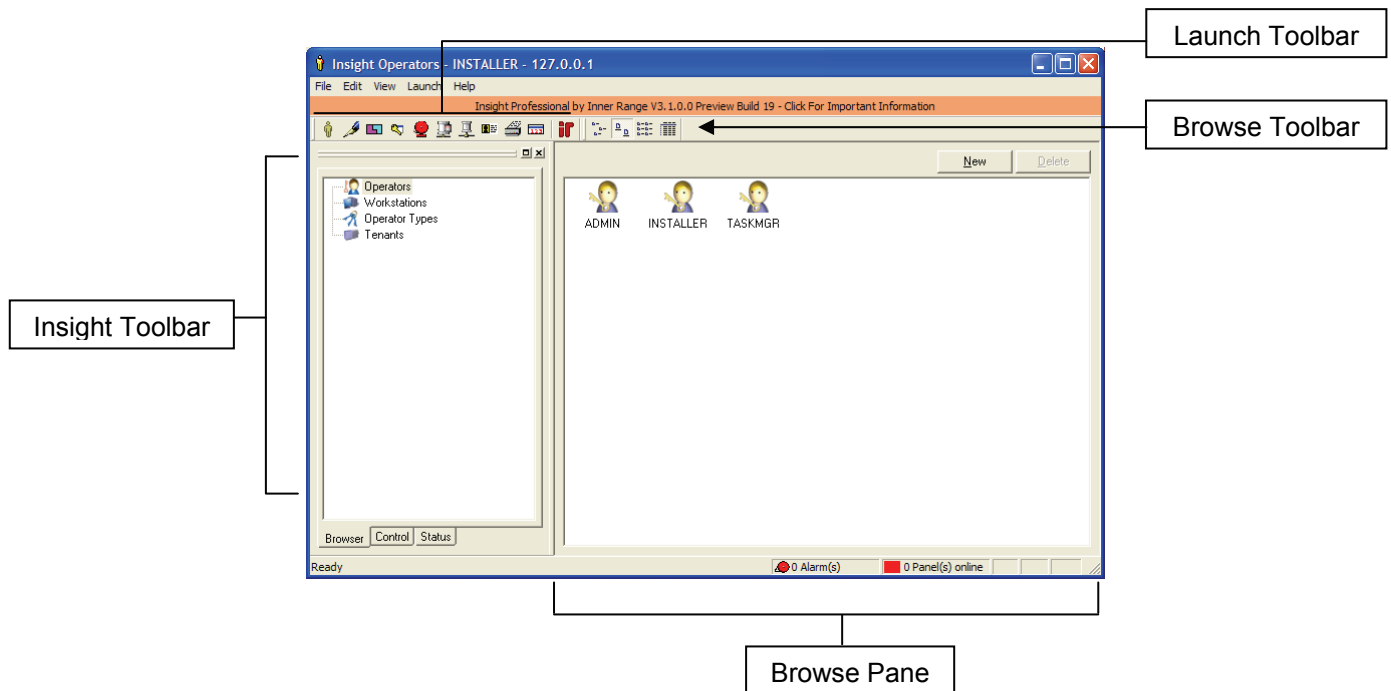 Launch Toolbar
Insight Operators - INSTALLER - 127.0.0.1
File Edit View Launch Help
Insight Professional by Inner Range V3.1.0.0 Preview Build 19 - Click For Important Information
Browse Toolbar
New Delete
Operators
Workstations
Operator Types
Tenants
ADMIN INSTALLER TASKMGR
Insight Toolbar
Browser Control Status
Ready 0 Alarm(s) 0 Panel(s) online
Browse Pane